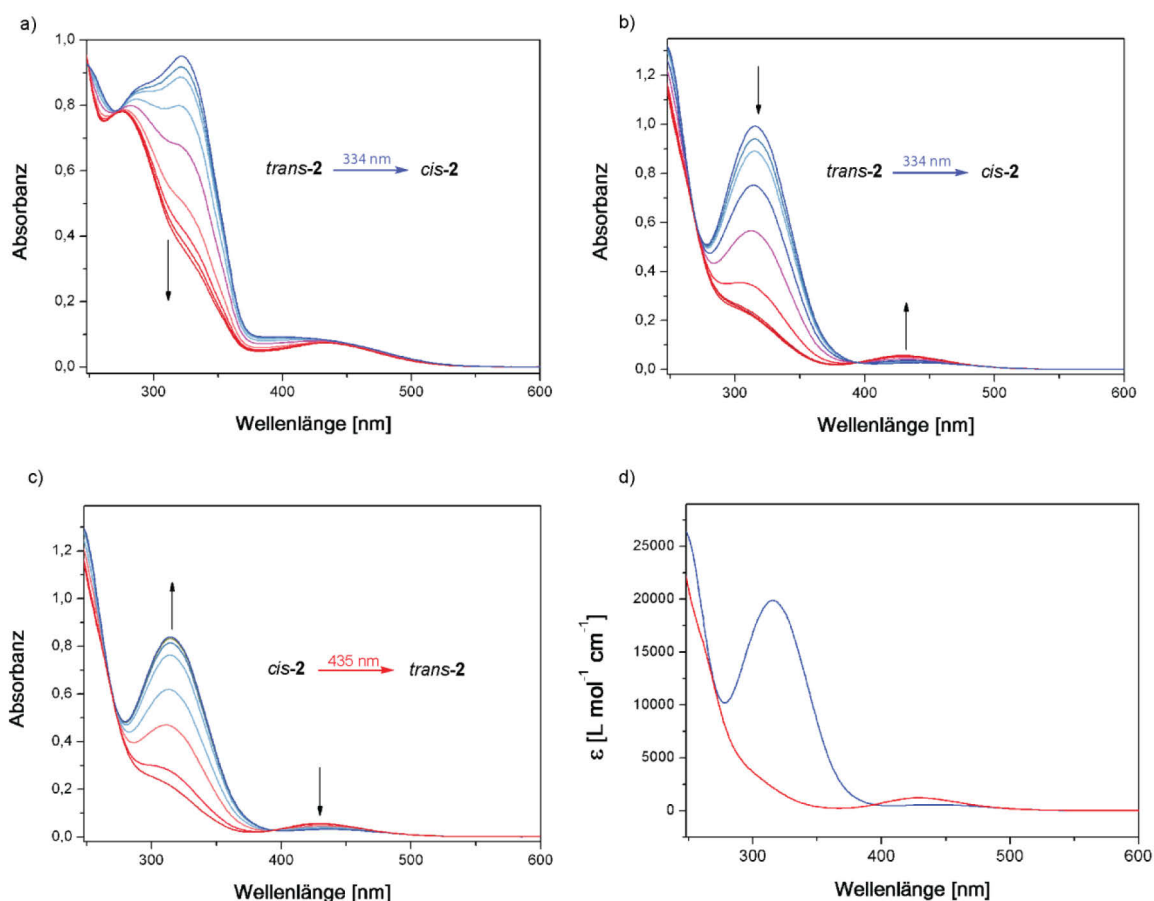 a)
1,0
0,8
0,6
0,4
0,2
0,0
Absorbanz
trans-2 334 nm cis-2
300 400 500 600
Wellenlänge [nm]
b)
1,2
1,0
0,8
0,6
0,4
0,2
0,0
Absorbanz
trans-2 334 nm cis-2
300 400 500 600
Wellenlänge [nm]
c)
1,2
1,0
0,8
0,6
0,4
0,2
0,0
Absorbanz
cis-2 435 nm trans-2
300 400 500 600
Wellenlänge [nm]
d)
25000
20000
15000
10000
5000
0
ε [L mol⁻¹ cm⁻¹]
300 400 500 600
Wellenlänge [nm]